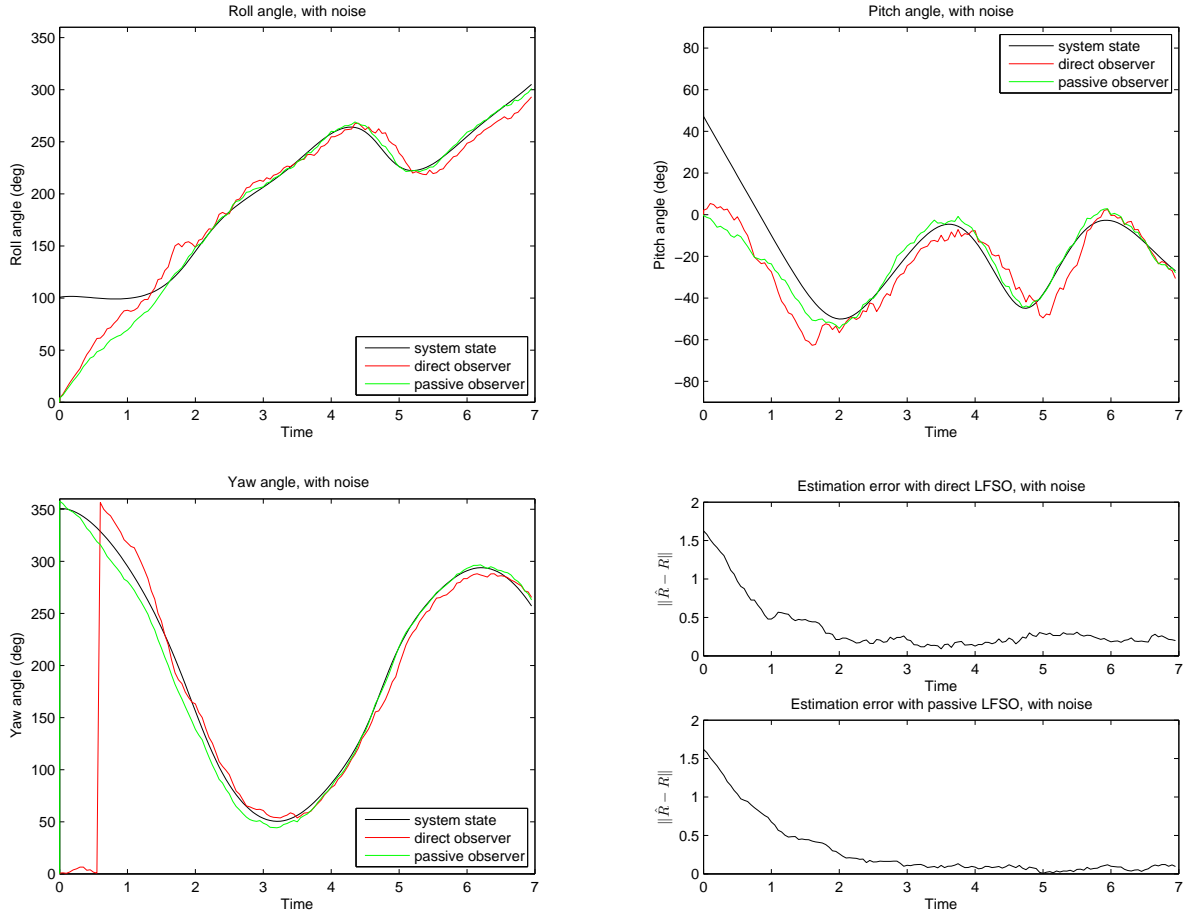 Roll angle, with noise
350
300
250
200
150
100
50
0
Roll angle (deg)
0 1 2 3 4 5 6 7
Time
system state
direct observer
passive observer
Pitch angle, with noise
80
60
40
20
0
−20
−40
−60
−80
Pitch angle (deg)
0 1 2 3 4 5 6 7
Time
system state
direct observer
passive observer
Yaw angle, with noise
350
300
250
200
150
100
50
0
Yaw angle (deg)
0 1 2 3 4 5 6 7
Time
system state
direct observer
passive observer
Estimation error with direct LFSO, with noise
2
1.5
1
0.5
0
‖R̂ − R‖
0 1 2 3 4 5 6 7
Time
Estimation error with passive LFSO, with noise
2
1.5
1
0.5
0
‖R̂ − R‖
0 1 2 3 4 5 6 7
Time